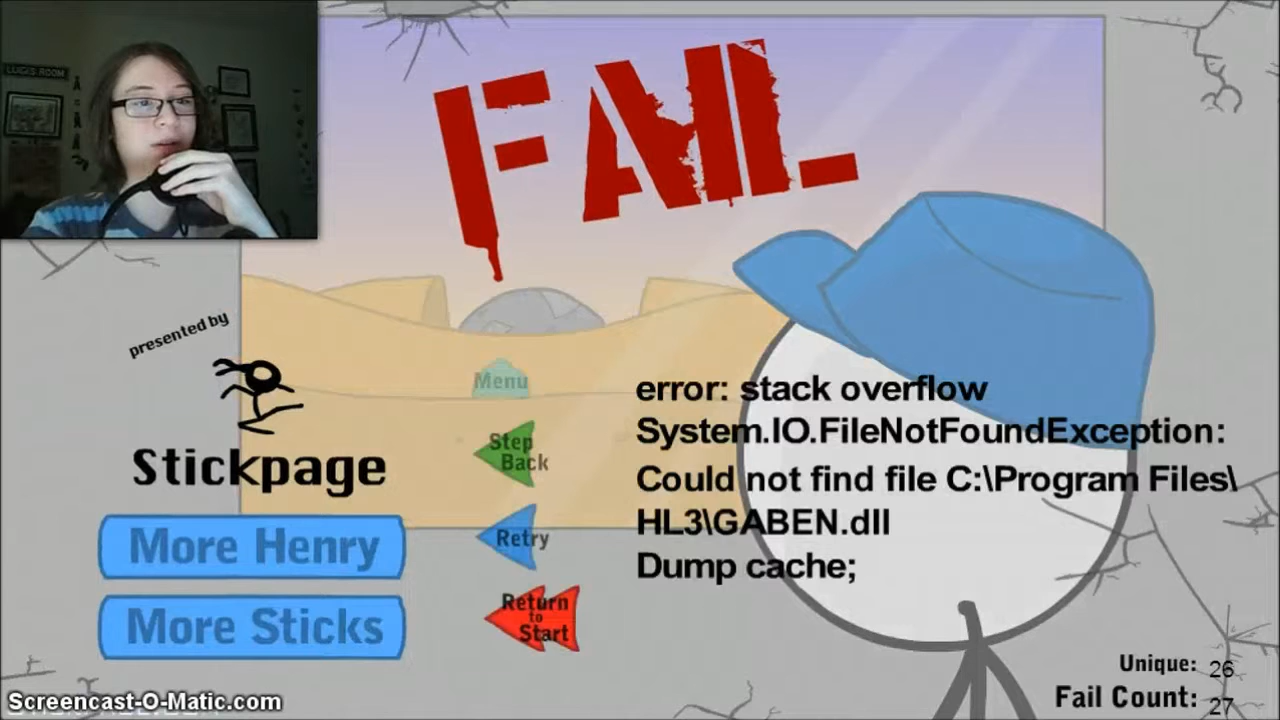 LUIGI'S ROOM
FAIL
presented by
Stickpage
More Henry
More Sticks
Menu
Step
Back
Retry
Return
to
Start
error: stack overflow
System.IO.FileNotFoundException:
Could not find file C:\Program Files\
HL3\GABEN.dll
Dump cache;
Unique: 26
Fail Count: 27
Screencast-O-Matic.com